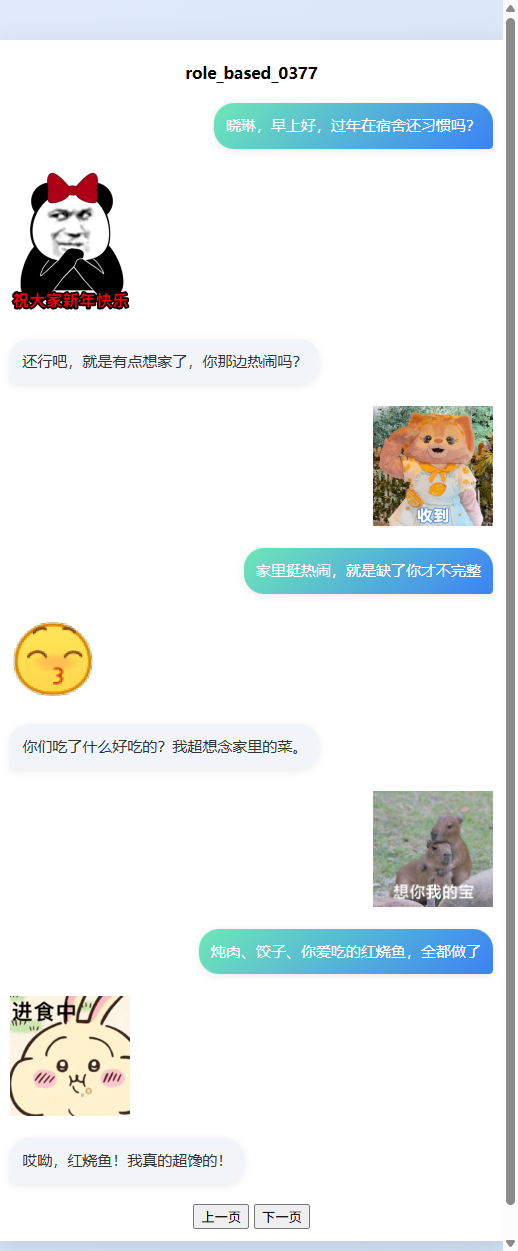 role_based_0377
晓琳，早上好，过年在宿舍还习惯吗？
祝大家新年快乐
还行吧，就是有点想家了，你那边热闹吗？
收到
家里挺热闹，就是缺了你才不完整
你们吃了什么好吃的？我超想念家里的菜。
想你我的宝
炖肉、饺子、你爱吃的红烧鱼，全都做了
进食中
哎呦，红烧鱼！我真的超馋的！
上一页 下一页